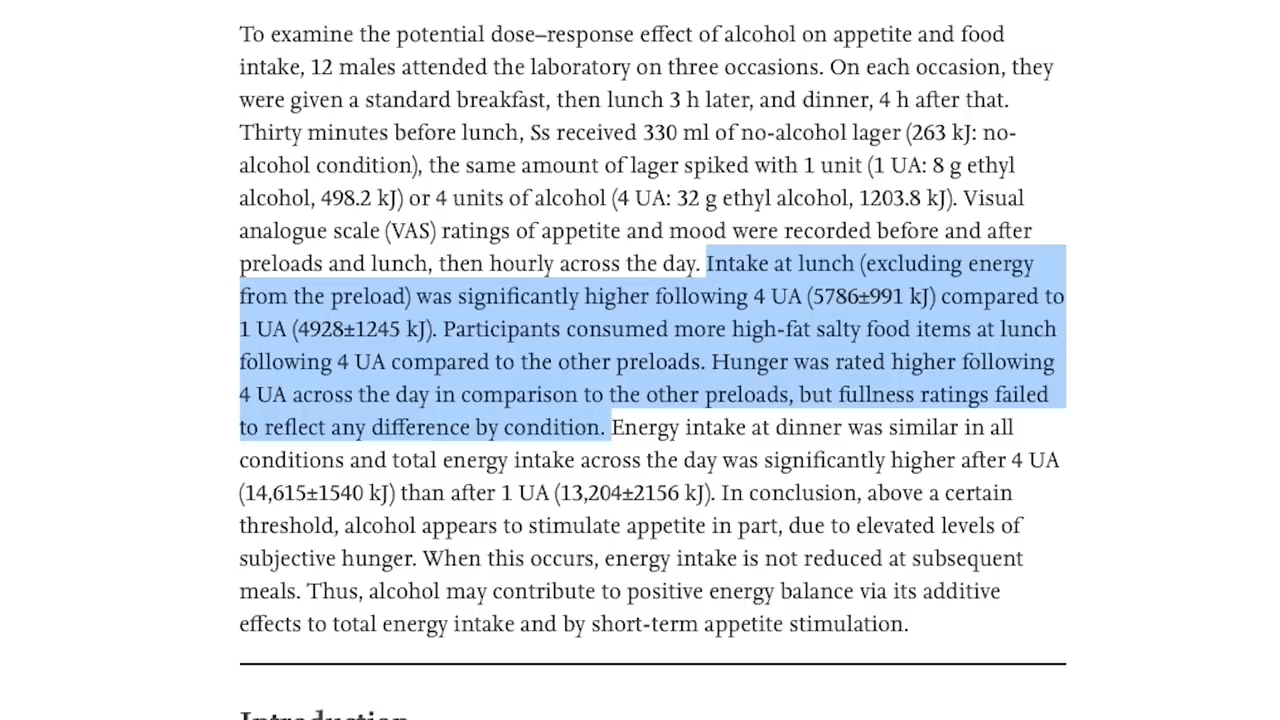 To examine the potential dose–response effect of alcohol on appetite and food
intake, 12 males attended the laboratory on three occasions. On each occasion, they
were given a standard breakfast, then lunch 3 h later, and dinner, 4 h after that.
Thirty minutes before lunch, Ss received 330 ml of no-alcohol lager (263 kJ: no-
alcohol condition), the same amount of lager spiked with 1 unit (1 UA: 8 g ethyl
alcohol, 498.2 kJ) or 4 units of alcohol (4 UA: 32 g ethyl alcohol, 1203.8 kJ). Visual
analogue scale (VAS) ratings of appetite and mood were recorded before and after
preloads and lunch, then hourly across the day. Intake at lunch (excluding energy
from the preload) was significantly higher following 4 UA (5786±991 kJ) compared to
1 UA (4928±1245 kJ). Participants consumed more high-fat salty food items at lunch
following 4 UA compared to the other preloads. Hunger was rated higher following
4 UA across the day in comparison to the other preloads, but fullness ratings failed
to reflect any difference by condition. Energy intake at dinner was similar in all
conditions and total energy intake across the day was significantly higher after 4 UA
(14,615±1540 kJ) than after 1 UA (13,204±2156 kJ). In conclusion, above a certain
threshold, alcohol appears to stimulate appetite in part, due to elevated levels of
subjective hunger. When this occurs, energy intake is not reduced at subsequent
meals. Thus, alcohol may contribute to positive energy balance via its additive
effects to total energy intake and by short-term appetite stimulation.
Introduction